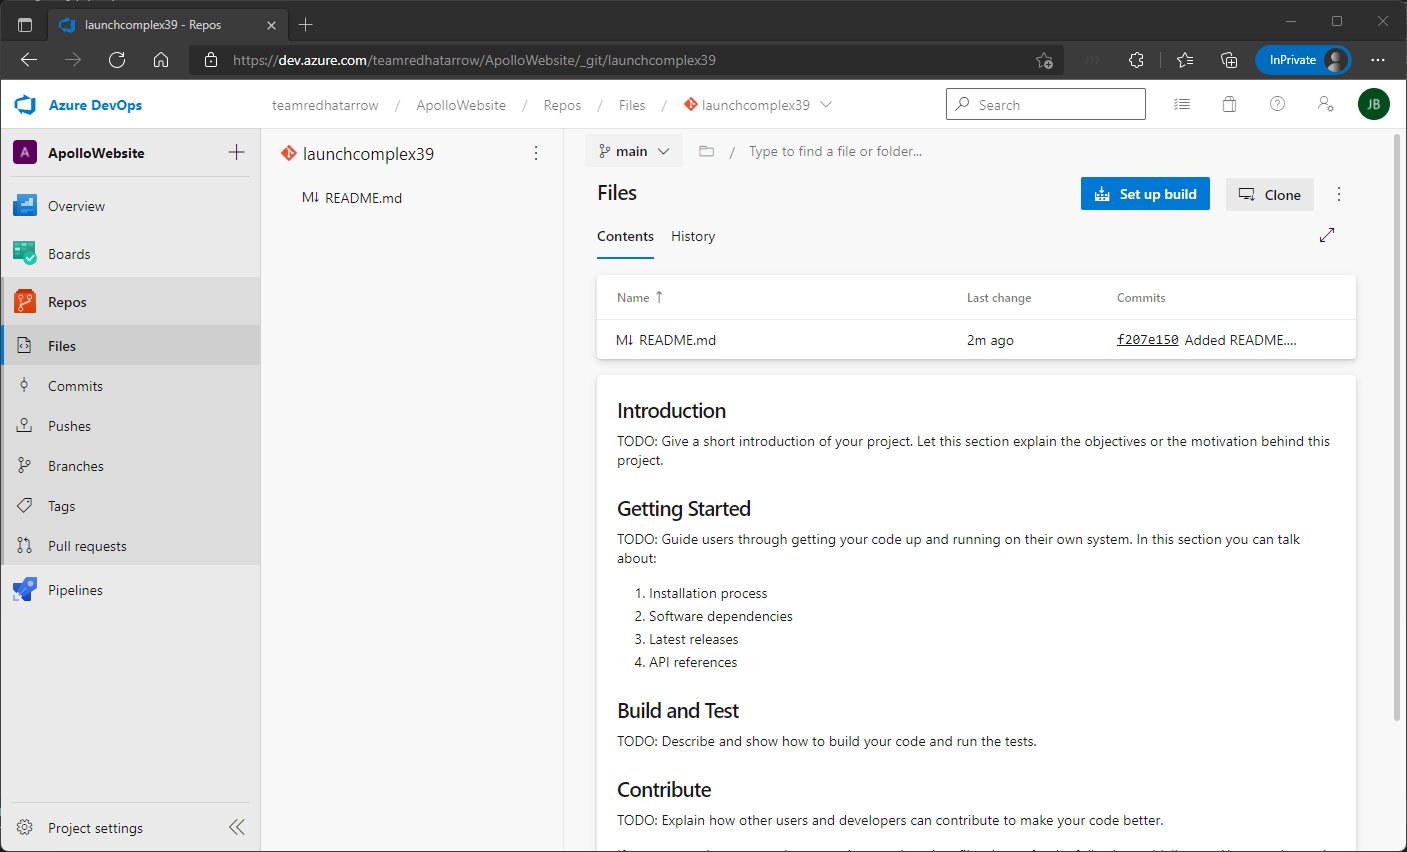 launchcomplex39 - Repos
https://dev.azure.com/teamredhatarrow/ApolloWebsite/_git/launchcomplex39
InPrivate
Azure DevOps
teamredhatarrow / ApolloWebsite / Repos / Files / launchcomplex39
Search
JB
A ApolloWebsite
Overview
Boards
Repos
Files
Commits
Pushes
Branches
Tags
Pull requests
Pipelines
Project settings
launchcomplex39
M↓ README.md
main / Type to find a file or folder...
Files
Set up build
Clone
Contents History
Name ↑ Last change Commits
M↓ README.md 2m ago f207e150 Added README....
Introduction
TODO: Give a short introduction of your project. Let this section explain the objectives or the motivation behind this
project.
Getting Started
TODO: Guide users through getting your code up and running on their own system. In this section you can talk
about:
1. Installation process
2. Software dependencies
3. Latest releases
4. API references
Build and Test
TODO: Describe and show how to build your code and run the tests.
Contribute
TODO: Explain how other users and developers can contribute to make your code better.